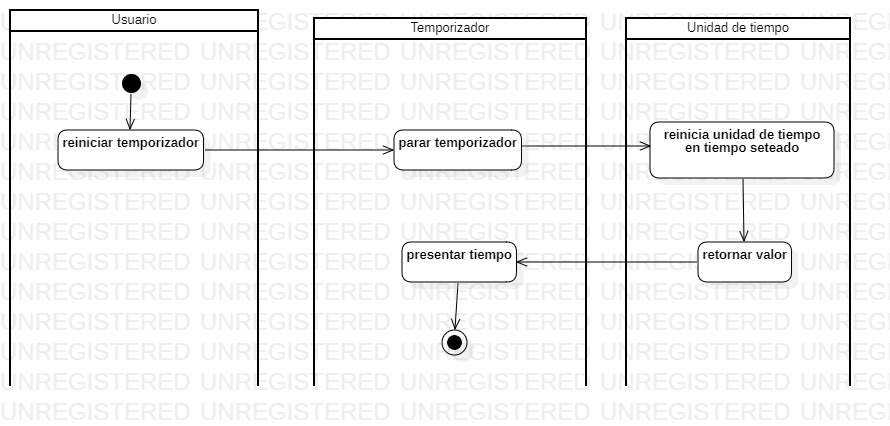 Usuario
Temporizador
Unidad de tiempo
reiniciar temporizador
parar temporizador
reinicia unidad de tiempo
en tiempo seteado
presentar tiempo
retornar valor
UNREGISTERED UNREGISTERED UNREGISTERED UNREGISTERED UNREG